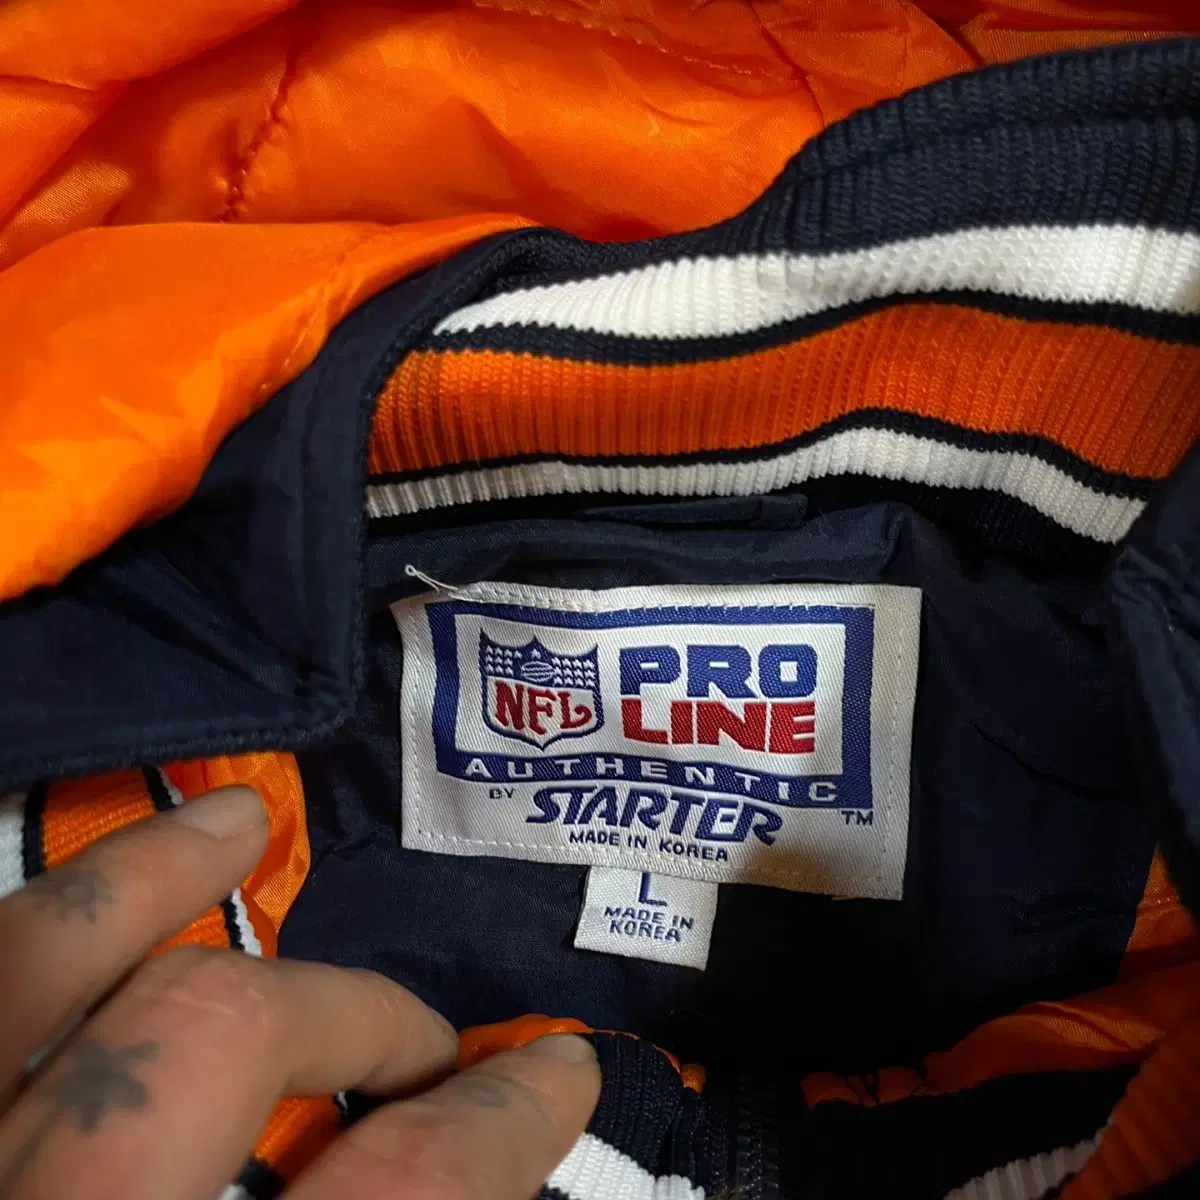 NFL
PRO
LINE
AUTHENTIC
BY STARTER TM
MADE IN KOREA
L
MADE IN
KOREA